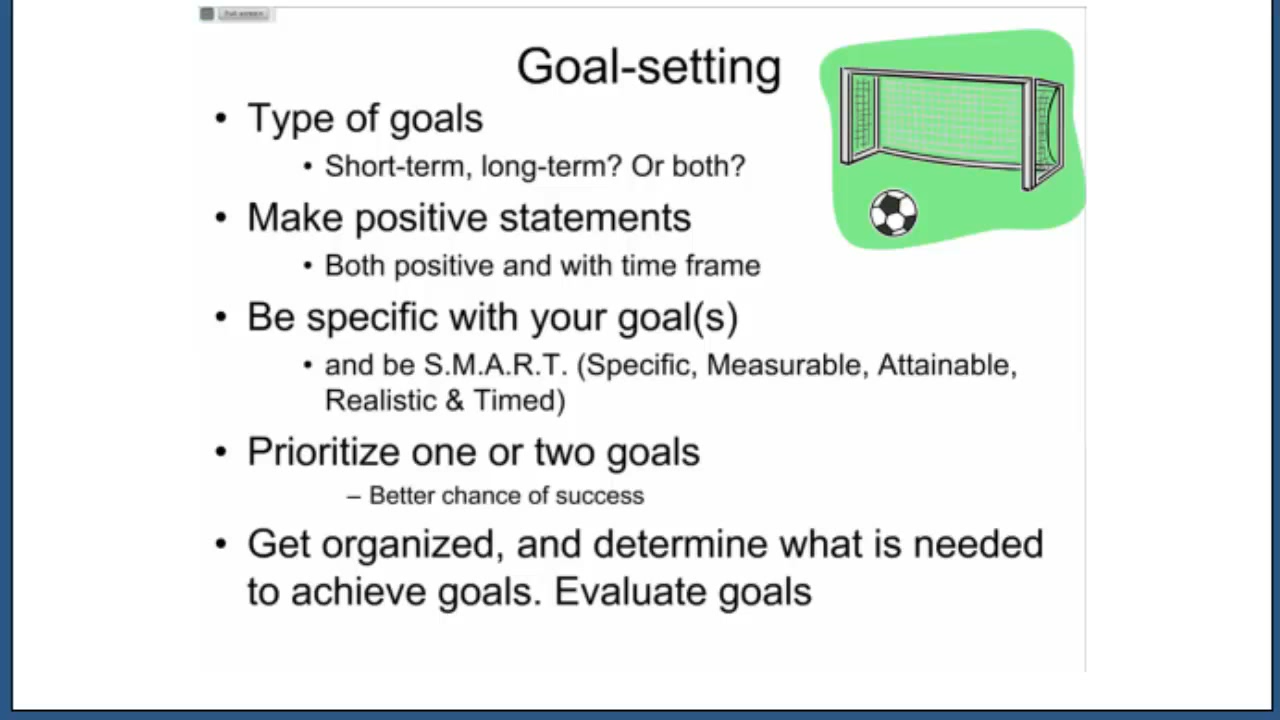 Goal-setting
• Type of goals
• Short-term, long-term? Or both?
• Make positive statements
• Both positive and with time frame
• Be specific with your goal(s)
• and be S.M.A.R.T. (Specific, Measurable, Attainable,
Realistic & Timed)
• Prioritize one or two goals
– Better chance of success
• Get organized, and determine what is needed
to achieve goals. Evaluate goals